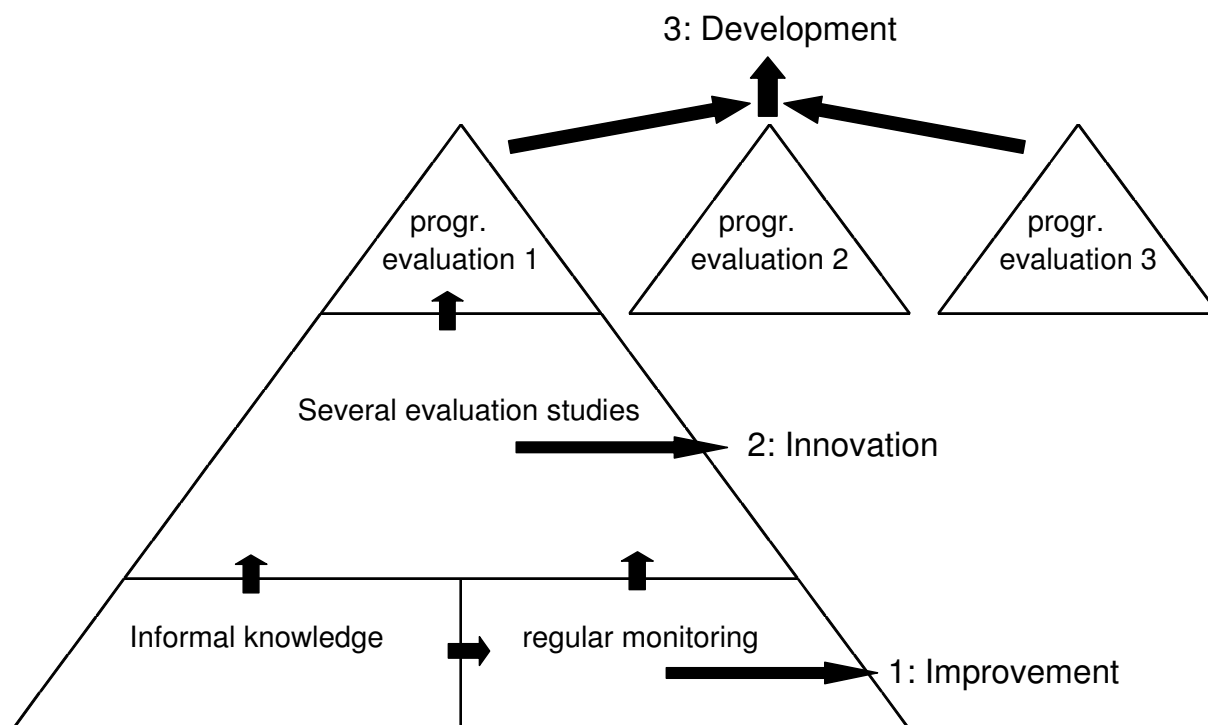 3: Development
progr.
evaluation 1
progr.
evaluation 2
progr.
evaluation 3
Several evaluation studies
2: Innovation
Informal knowledge
regular monitoring
1: Improvement